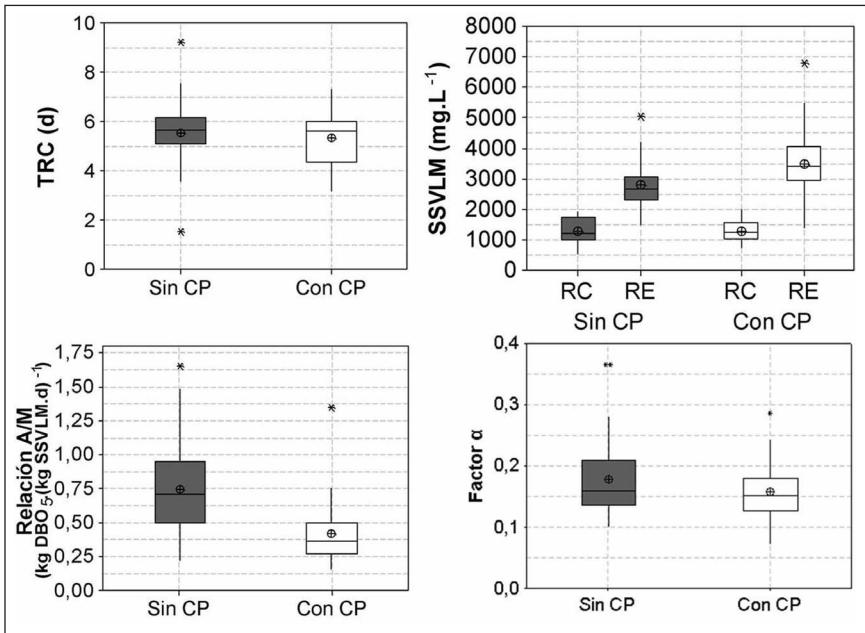 TRC (d)
10
8
6
4
2
0
Sin CP
Con CP
SSVLM (mg.L⁻¹)
8000
7000
6000
5000
4000
3000
2000
1000
0
RC
RE
RC
RE
Sin CP
Con CP
Relación A/M
(kg DBO₅.(kg SSVLM.d)⁻¹)
1,75
1,50
1,25
1,00
0,75
0,50
0,25
0,00
Sin CP
Con CP
Factor α
0,4
0,3
0,2
0,1
0,0
Sin CP
Con CP